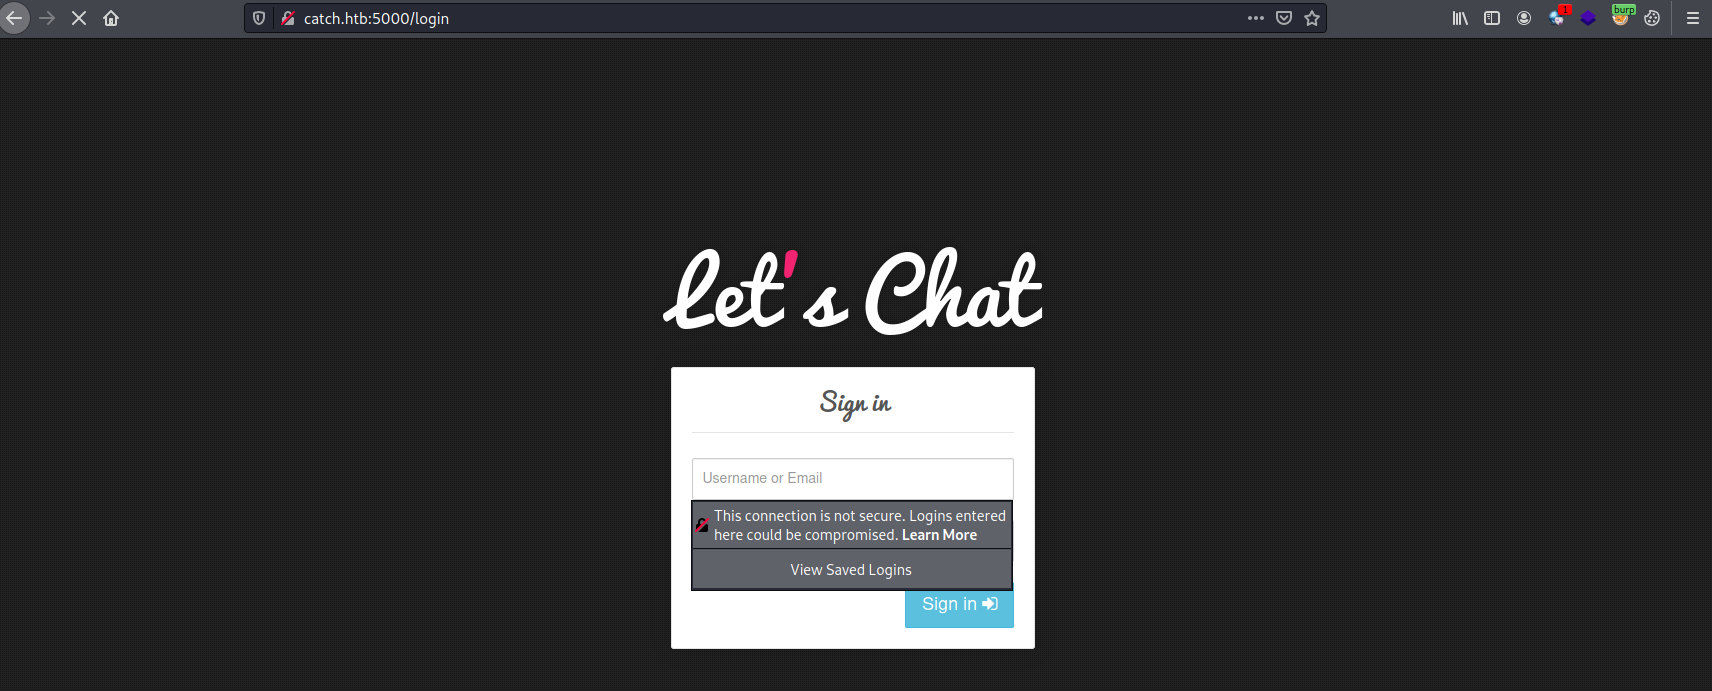 catch.htb:5000/login
1
burp
Let's Chat
Sign in
Username or Email
This connection is not secure. Logins entered
here could be compromised. Learn More
View Saved Logins
Sign in